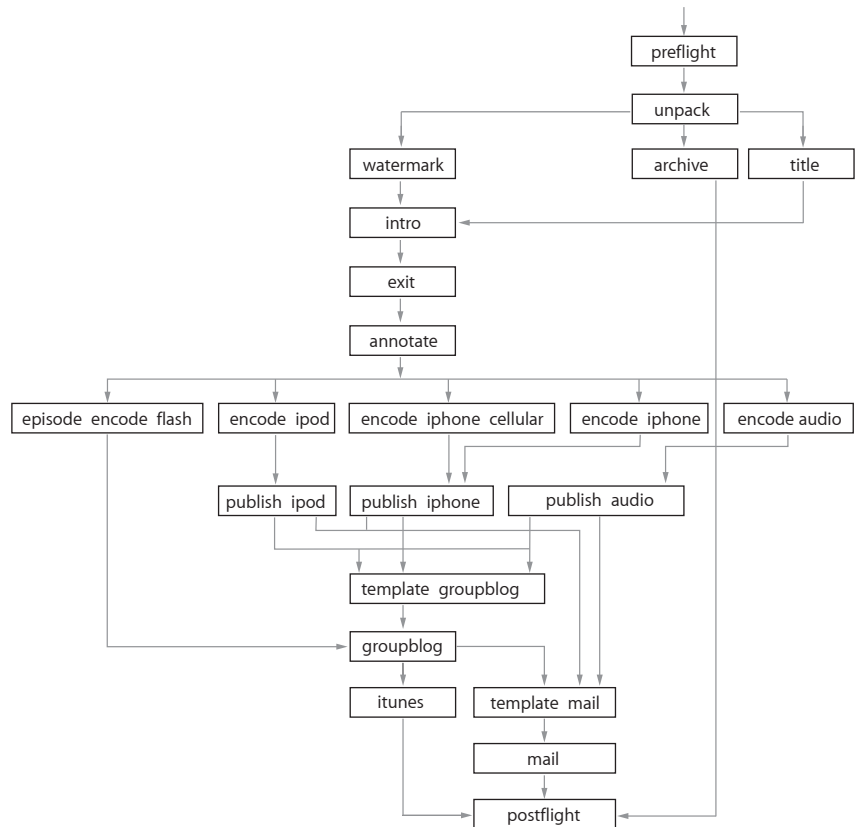 preflight
unpack
watermark
archive
title
intro
exit
annotate
episode encode flash
encode ipod
encode iphone cellular
encode iphone
encode audio
publish ipod
publish iphone
publish audio
template groupblog
groupblog
itunes
template mail
mail
postflight